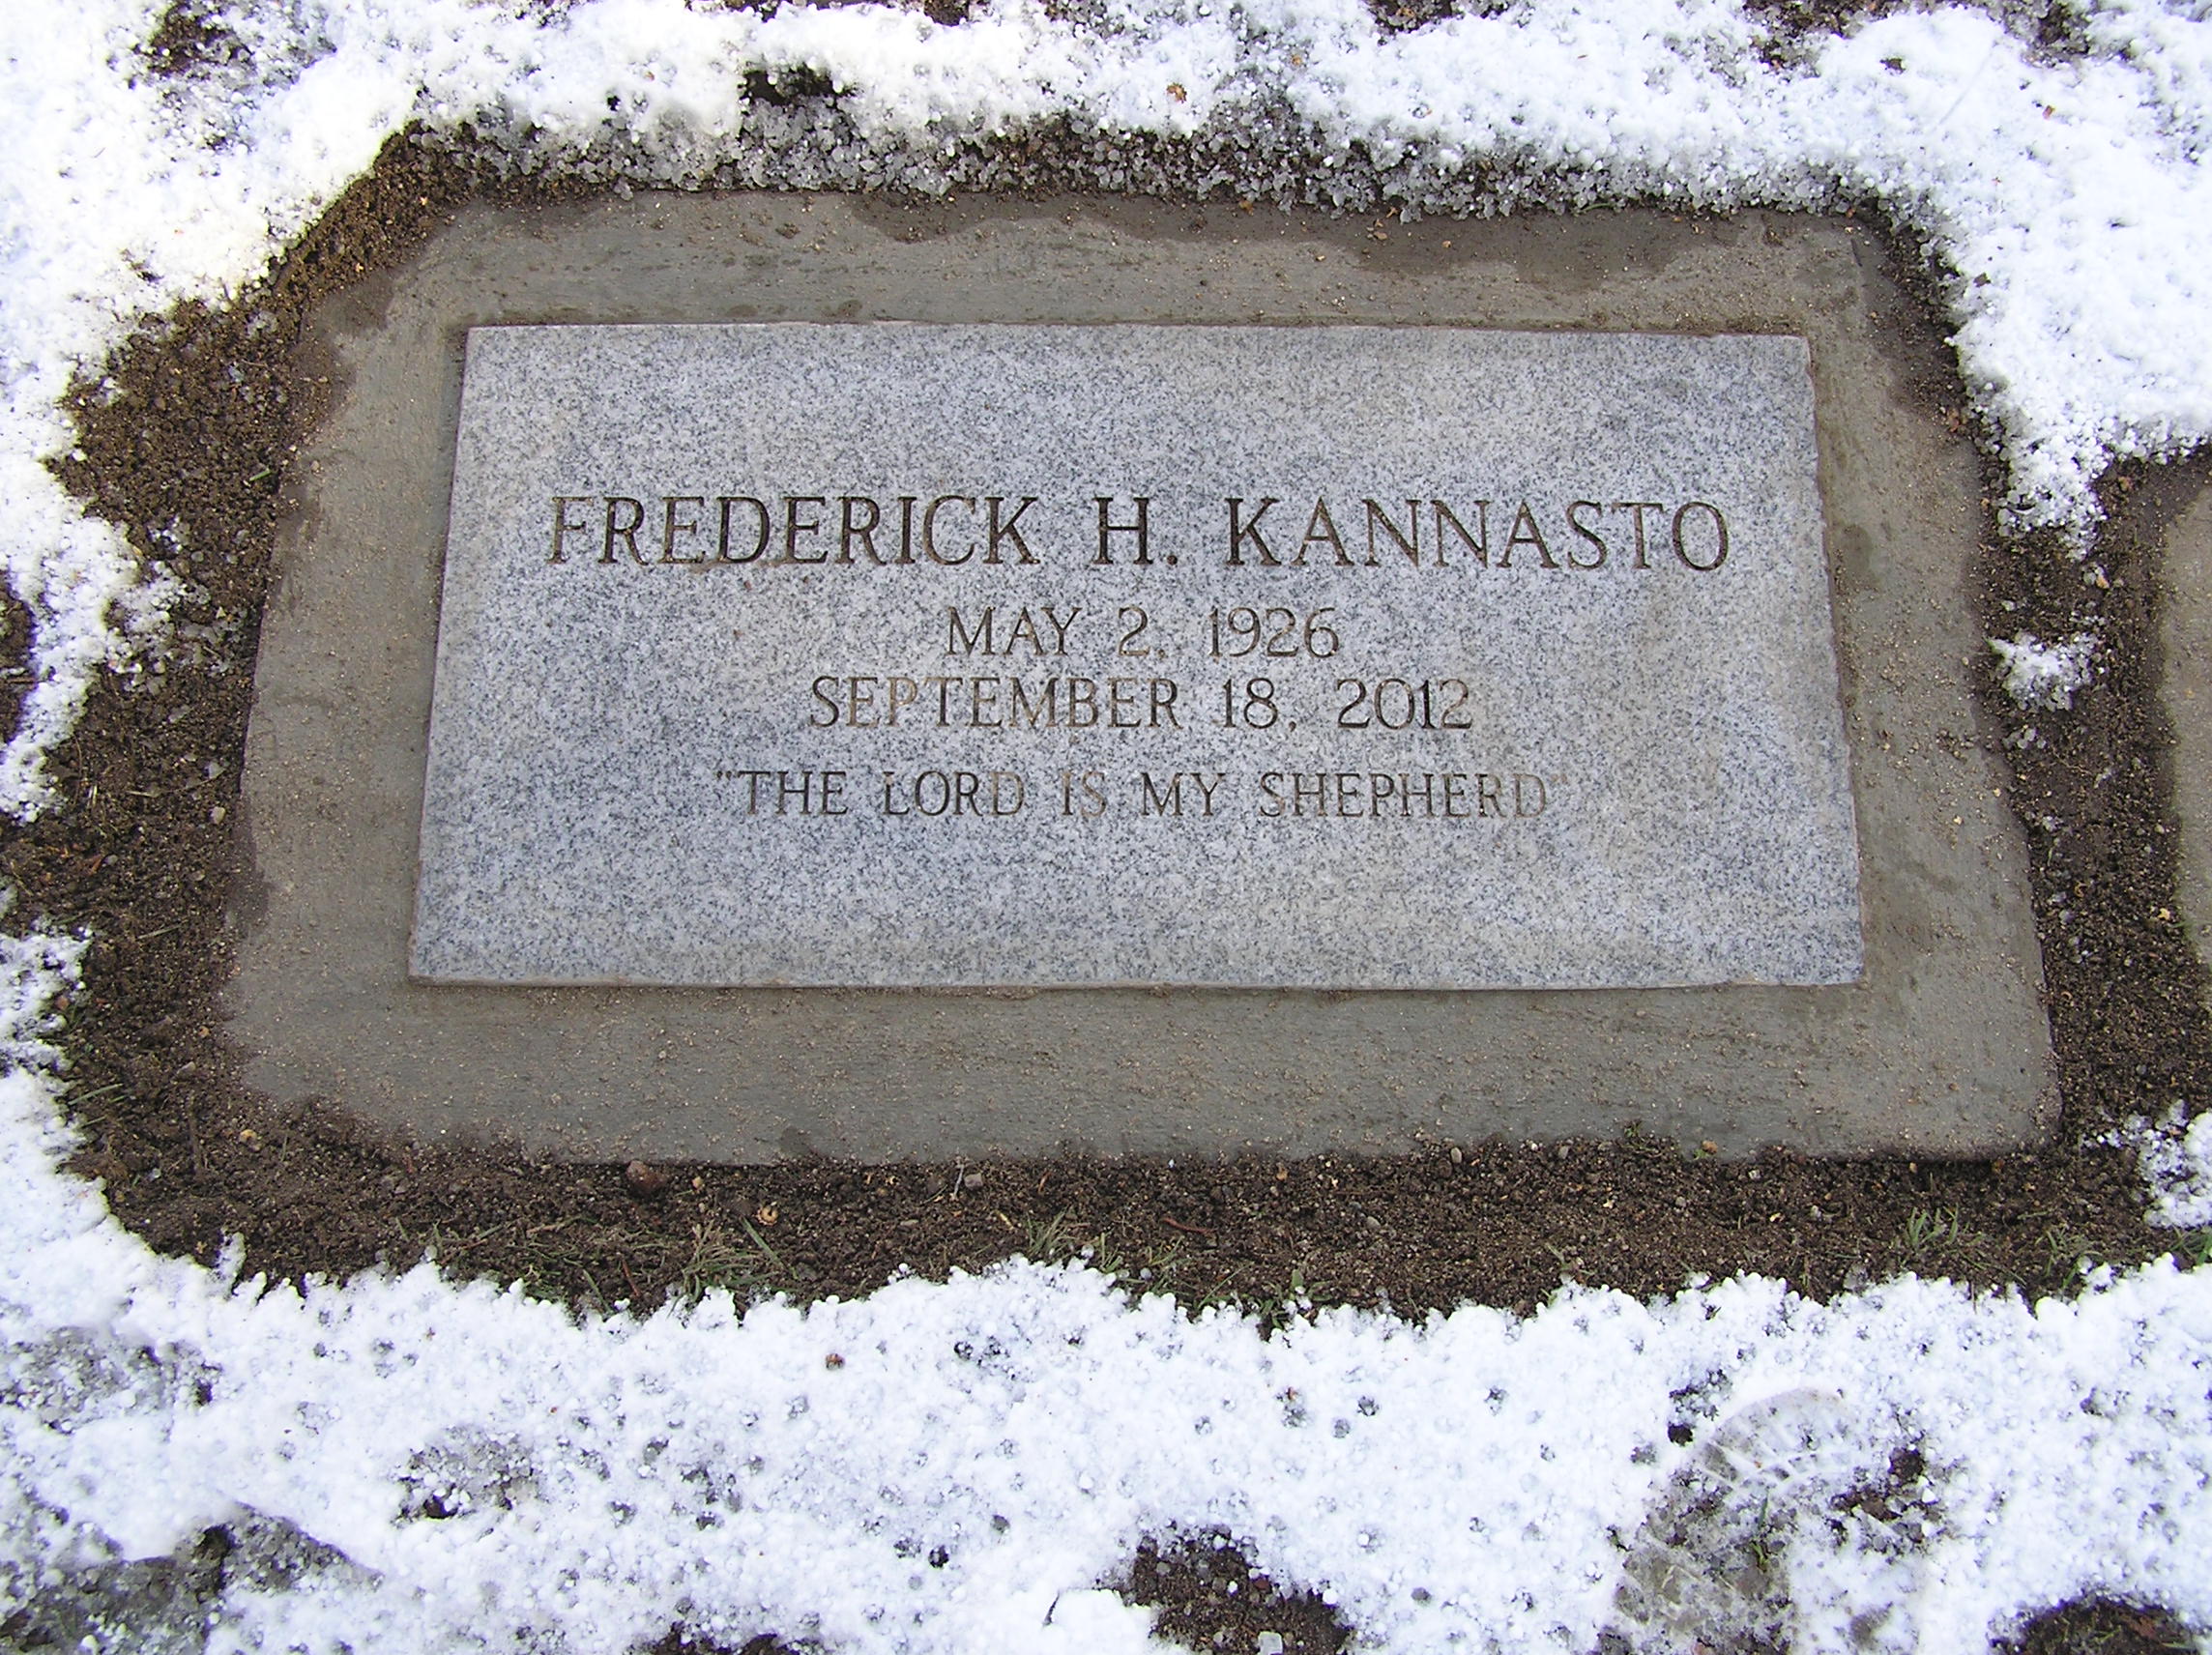 FREDERICK H. KANNASTO
MAY 2, 1926
SEPTEMBER 18, 2012
"THE LORD IS MY SHEPHERD"